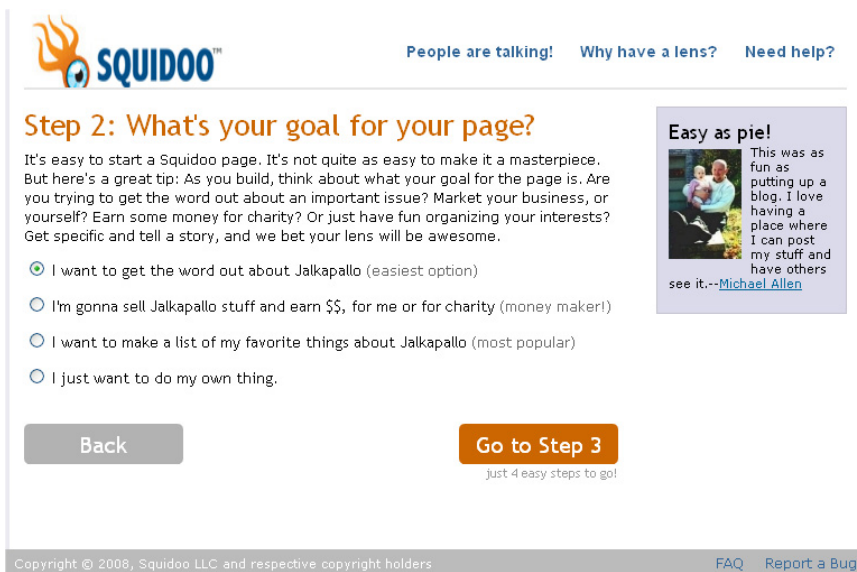 SQUIDOO™
People are talking! Why have a lens? Need help?
Step 2: What's your goal for your page?
It's easy to start a Squidoo page. It's not quite as easy to make it a masterpiece.
But here's a great tip: As you build, think about what your goal for the page is. Are
you trying to get the word out about an important issue? Market your business, or
yourself? Earn some money for charity? Or just have fun organizing your interests?
Get specific and tell a story, and we bet your lens will be awesome.
I want to get the word out about Jalkapallo (easiest option)
I'm gonna sell Jalkapallo stuff and earn $$, for me or for charity (money maker!)
I want to make a list of my favorite things about Jalkapallo (most popular)
I just want to do my own thing.
Back
Go to Step 3
just 4 easy steps to go!
Easy as pie!
This was as
fun as
putting up a
blog. I love
having a
place where
I can post
my stuff and
have others
see it.--Michael Allen
Copyright © 2008, Squidoo LLC and respective copyright holders
FAQ Report a Bug